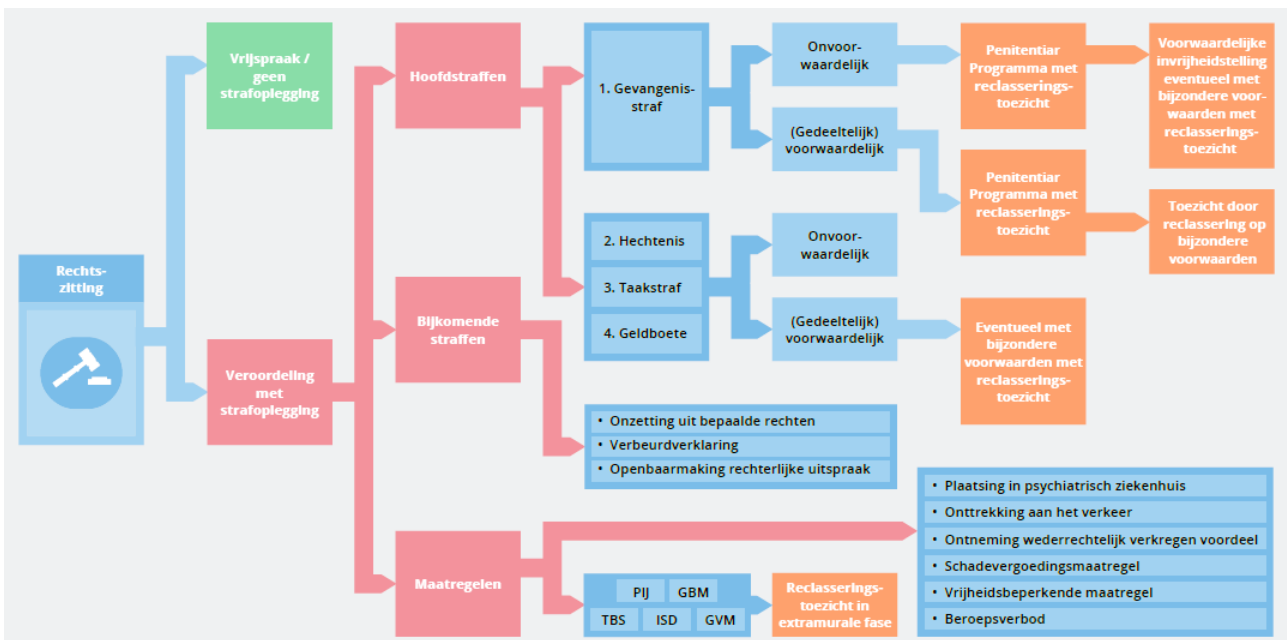 Rechts-
zitting
Vrijspraak /
geen
strafoplegging
Veroordeling
met
strafoplegging
Hoofdstraffen
Bijkomende
straffen
Maatregelen
1. Gevangenis-
straf
Onvoor-
waardelijk
(Gedeeltelijk)
voorwaardelijk
Penitentiar
Programma met
reclasserings-
toezicht
Voorwaardelijke
invrijheidstelling
eventueel met
bijzondere voor-
waarden met
reclasserings-
toezicht
Penitentiar
Programma met
reclasserings-
toezicht
Toezicht door
reclassering op
bijzondere
voorwaarden
2. Hechtenis
3. Taakstraf
4. Geldboete
Onvoor-
waardelijk
(Gedeeltelijk)
voorwaardelijk
Eventueel met
bijzondere
voorwaarden met
reclasserings-
toezicht
• Onzetting uit bepaalde rechten
• Verbeurdverklaring
• Openbaarmaking rechterlijke uitspraak
• Plaatsing in psychiatrisch ziekenhuis
• Onttrekking aan het verkeer
• Ontneming wederrechtelijk verkregen voordeel
• Schadevergoedingsmaatregel
• Vrijheidsbeperkende maatregel
• Beroepsverbod
PIJ GBM
TBS ISD GVM
Reclasserings-
toezicht in
extramurale fase